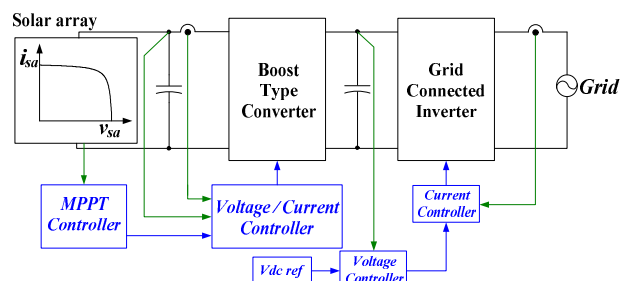 Solar array
isa
vsa
Boost
Type
Converter
Grid
Connected
Inverter
Grid
MPPT
Controller
Voltage / Current
Controller
Current
Controller
Vdc ref
Voltage
Controller